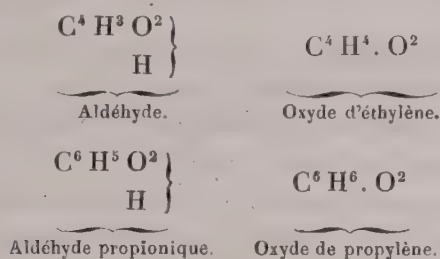 C⁴ H³ O² }
H
C⁴ H⁴. O²
Aldéhyde.
Oxyde d'éthylène.
C⁶ H⁵ O² }
H
C⁶ H⁶. O²
Aldéhyde propionique.
Oxyde de propylène.